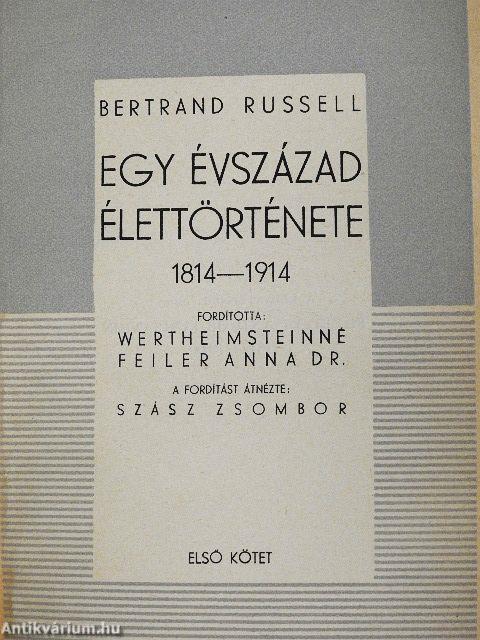 BERTRAND RUSSELL
EGY ÉVSZÁZAD
ÉLETTÖRTÉNETE
1814—1914
FORDÍTOTTA:
WERTHEIMSTEINNÉ
FEILER ANNA DR.
A FORDÍTÁST ÁTNÉZTE:
SZÁSZ ZSOMBOR
ELSŐ KÖTET
Antikvárium.hu